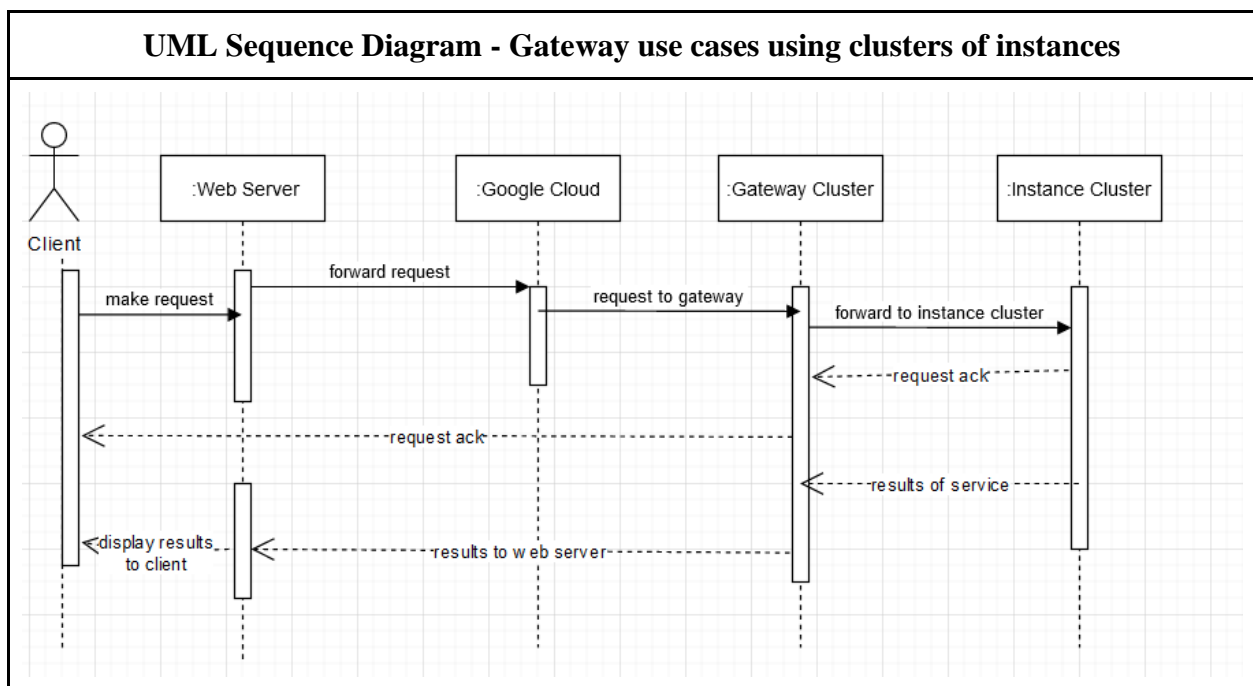 UML Sequence Diagram - Gateway use cases using clusters of instances
:Web Server
:Google Cloud
:Gateway Cluster
:Instance Cluster
Client
forward request
make request
request to gateway
forward to instance cluster
request ack
request ack
results of service
display results
to client
results to web server